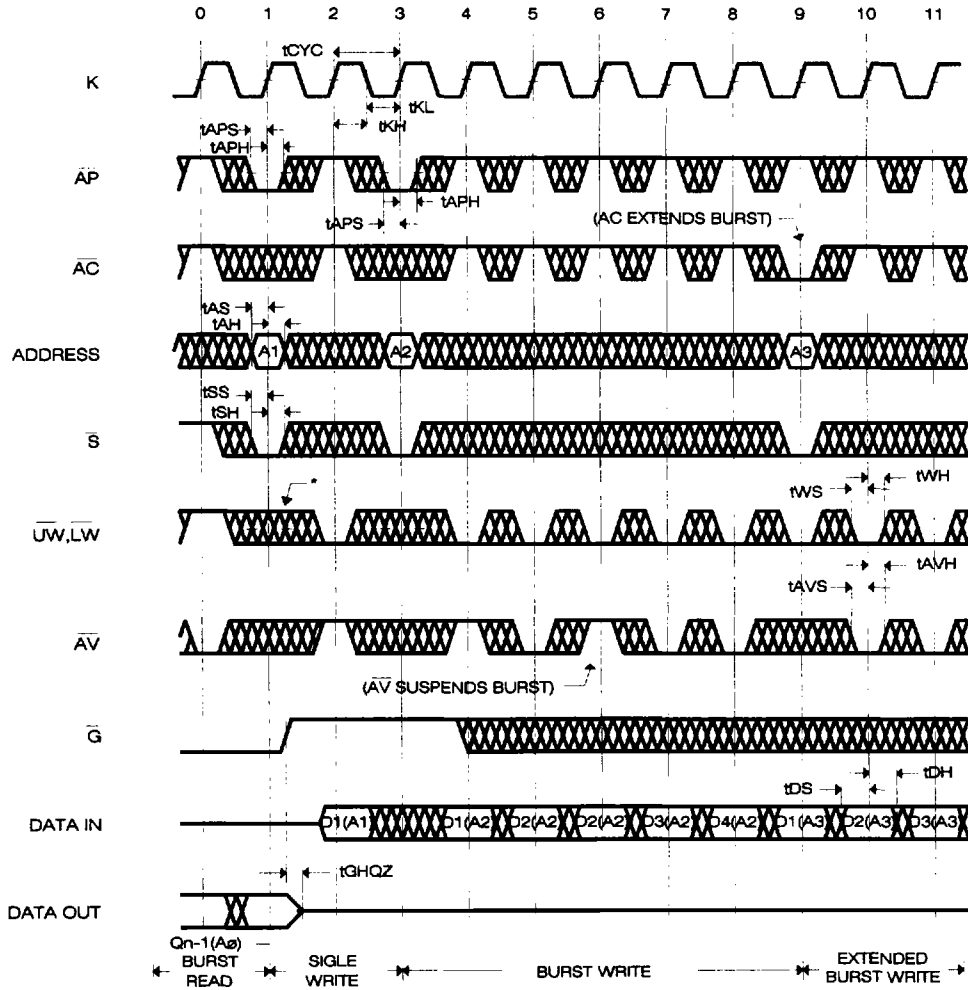 0 1 2 3 4 5 6 7 8 9 10 11
tCYC
K
tKL
tKH
tAPS
tAPH
AP
tAPH
tAPS
(AC EXTENDS BURST)
AC
tAS
tAH
ADDRESS
A1 A2 A3
tSS
tSH
S
*
tWH
tWS
UW,LW
tAVH
tAVS
AV
(AV SUSPENDS BURST)
G
tDH
tDS
DATA IN
D1(A1) D1(A2) D2(A2) D2(A2) D3(A2) D4(A2) D1(A3) D2(A3) D3(A3)
tGHQZ
DATA OUT
Qn-1(Aø)
BURST READ
SIGLE WRITE
BURST WRITE
EXTENDED BURST WRITE